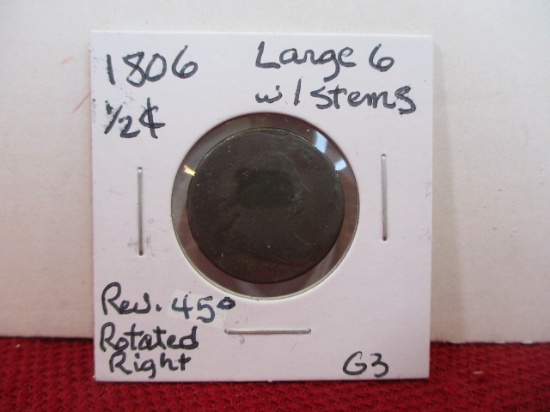 1806 Large 6
½¢ w/stems
Rev. 45°
Rotated
Right G3